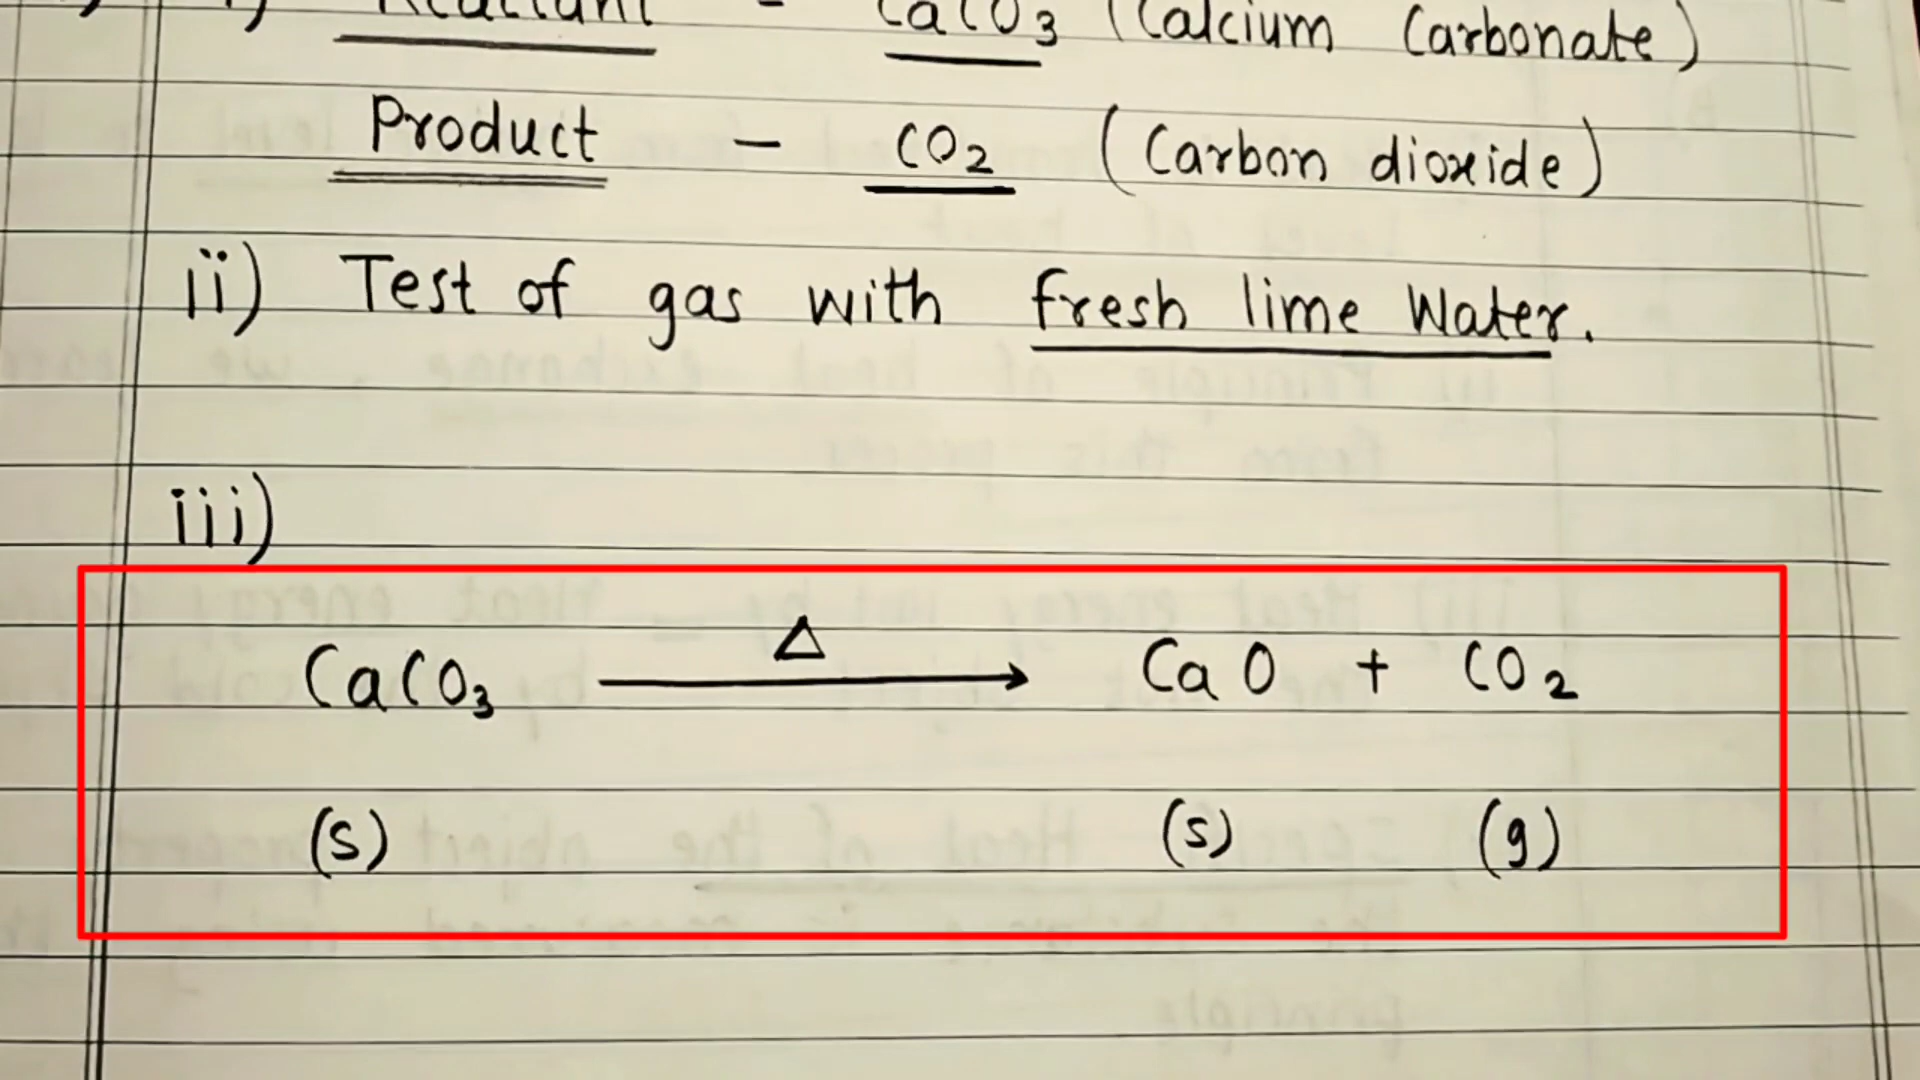 i) Reactant - CaCO3 (Calcium Carbonate)
Product - CO2 (Carbon dioxide)
ii) Test of gas with fresh lime Water.
iii)
CaCO3 —Δ→ CaO + CO2
(s) (s) (g)